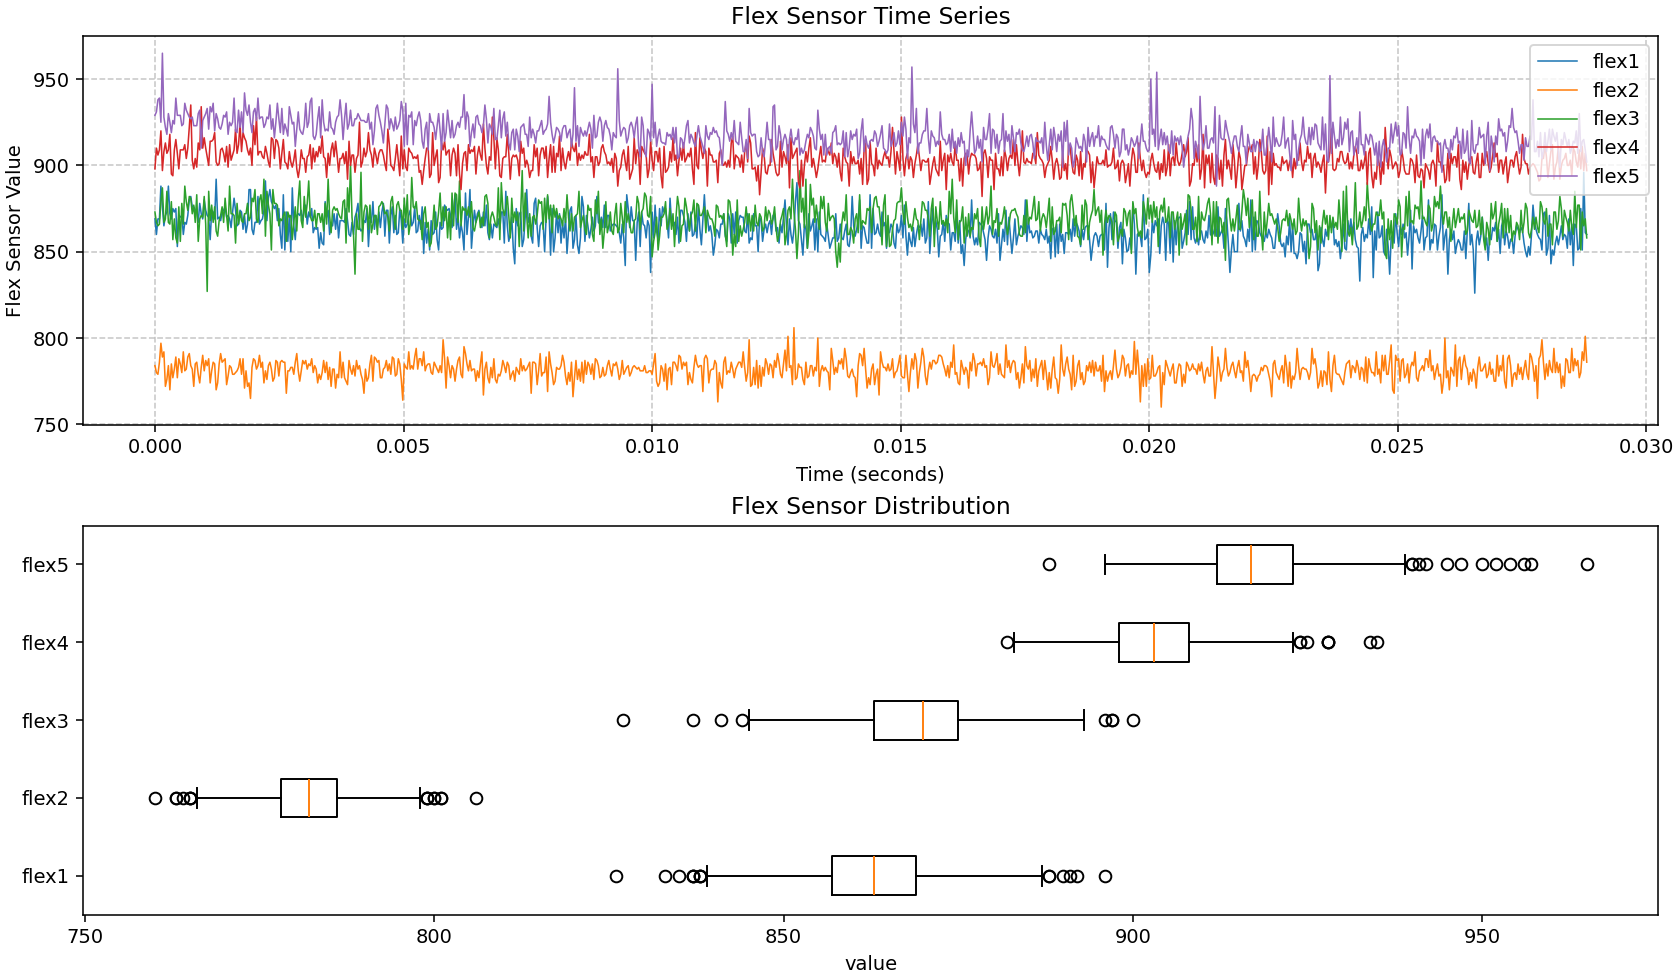 Flex Sensor Time Series
Flex Sensor Value
950
900
850
800
750
flex1
flex2
flex3
flex4
flex5
0.000 0.005 0.010 0.015 0.020 0.025 0.030
Time (seconds)
Flex Sensor Distribution
flex5
flex4
flex3
flex2
flex1
750 800 850 900 950
value